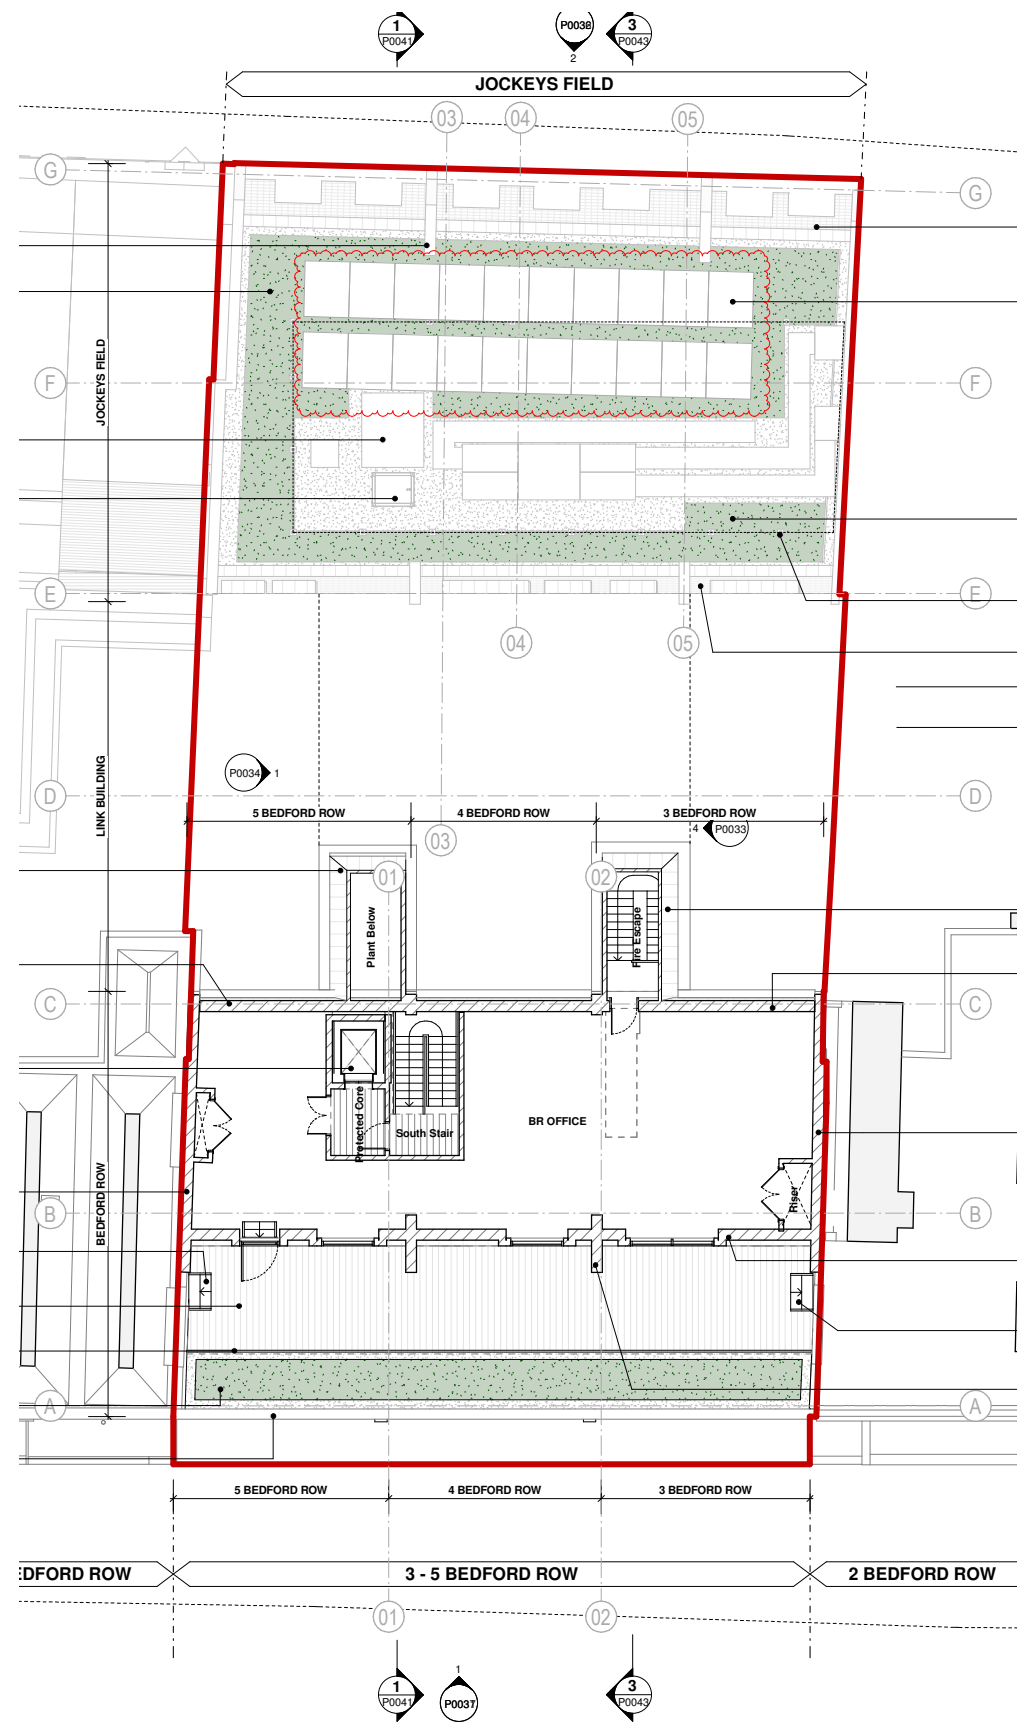 1
P0041
P0038
2
3
P0043
JOCKEYS FIELD
03
04
05
G
G
JOCKEYS FIELD
F
F
E
E
04
05
P0034
1
LINK BUILDING
D
D
5 BEDFORD ROW
4 BEDFORD ROW
3 BEDFORD ROW
4
P0033
03
01
02
Plant Below
Fire Escape
C
C
Protected Core
South Stair
BR OFFICE
Riser
BEDFORD ROW
B
B
A
A
5 BEDFORD ROW
4 BEDFORD ROW
3 BEDFORD ROW
EDFORD ROW
3 - 5 BEDFORD ROW
2 BEDFORD ROW
01
02
1
P0041
1
P0037
3
P0043